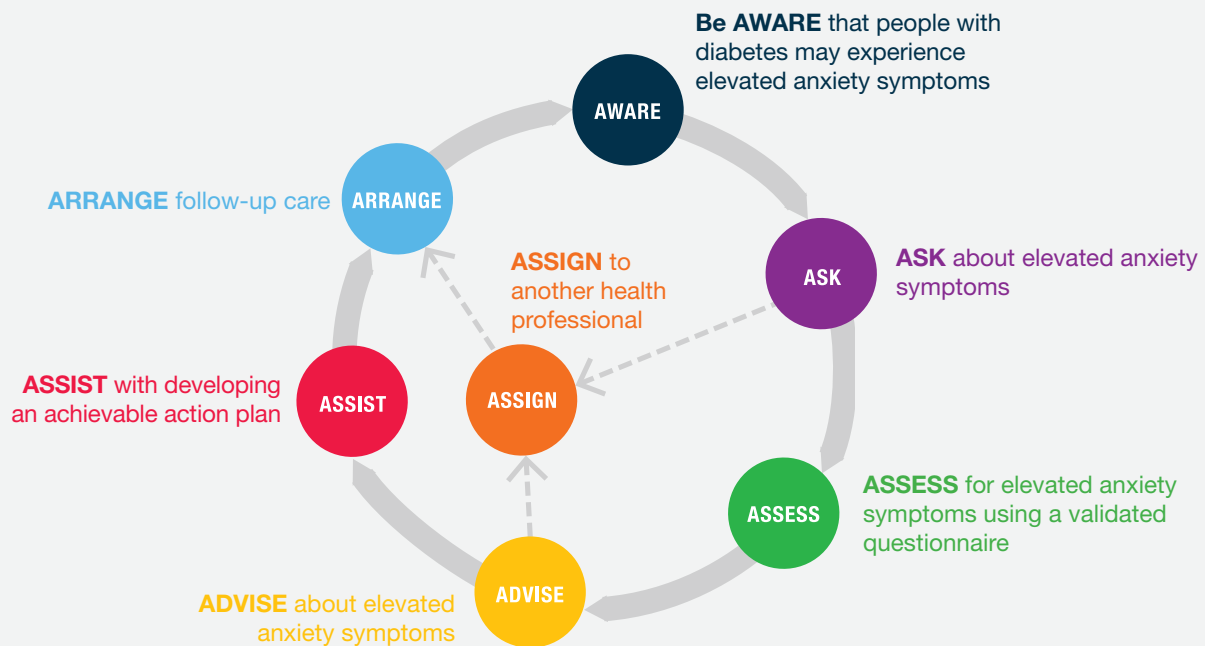 Be AWARE that people with
diabetes may experience
elevated anxiety symptoms
AWARE
ARRANGE follow-up care
ARRANGE
ASK
ASK about elevated anxiety
symptoms
ASSIGN to
another health
professional
ASSIGN
ASSIST with developing
an achievable action plan
ASSIST
ASSESS
ASSESS for elevated anxiety
symptoms using a validated
questionnaire
ADVISE
ADVISE about elevated
anxiety symptoms